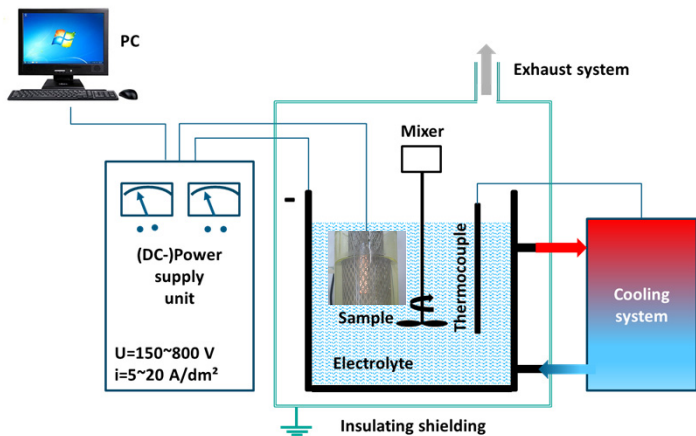 PC
Exhaust system
Mixer
-
(DC-)Power
supply
unit
U=150~800 V
i=5~20 A/dm²
Sample
Thermocouple
Electrolyte
Cooling
system
Insulating shielding